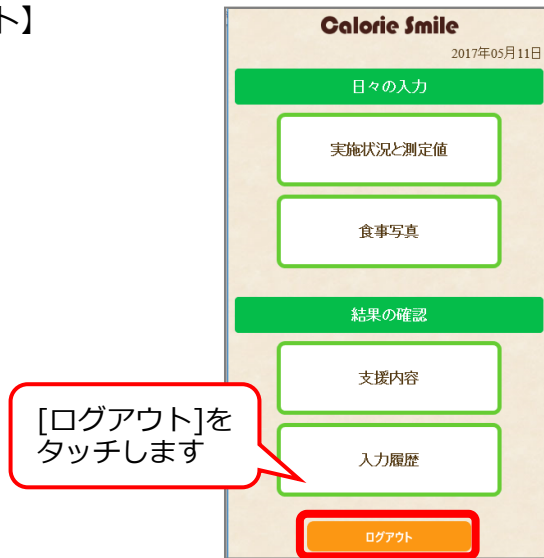 ト】
Calorie Smile
2017年05月11日
日々の入力
実施状況と測定値
食事写真
結果の確認
支援内容
[ログアウト]を
タッチします
入力履歴
ログアウト